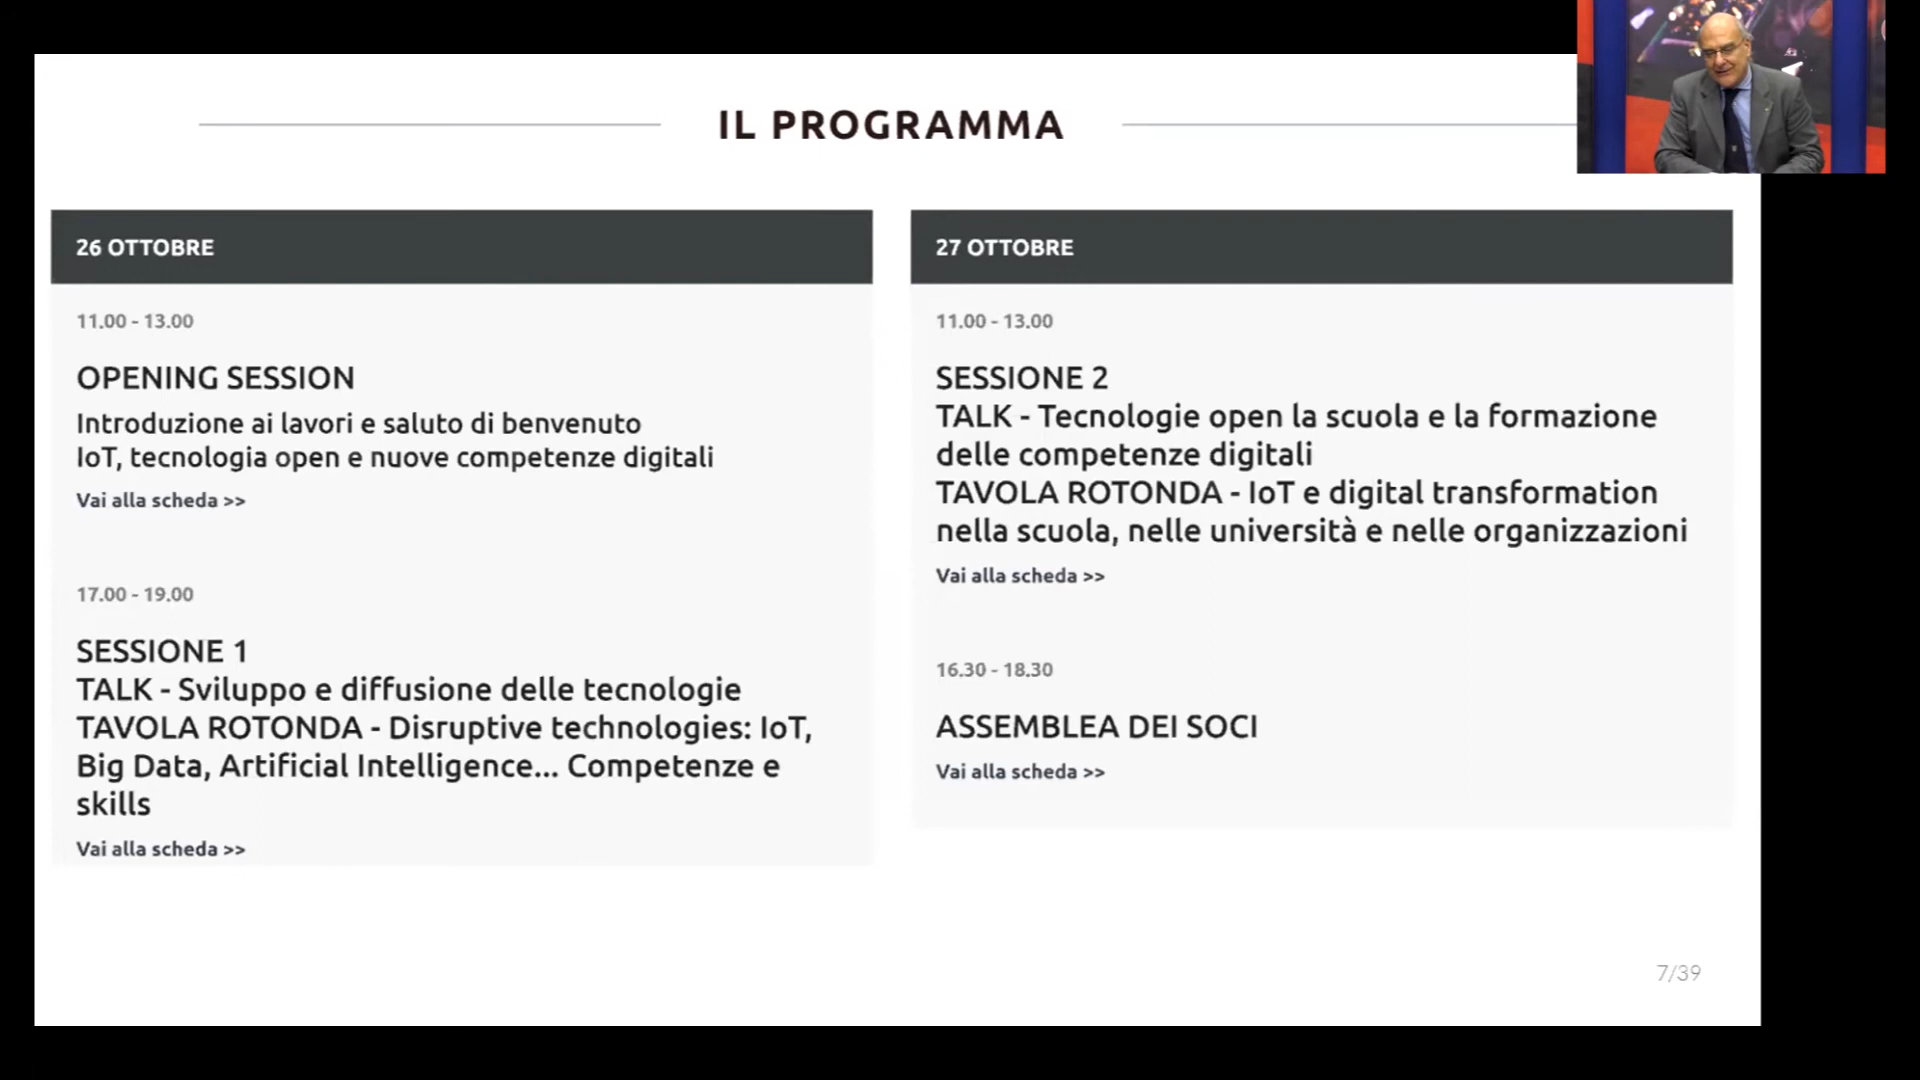 IL PROGRAMMA
26 OTTOBRE
11.00 - 13.00
OPENING SESSION
Introduzione ai lavori e saluto di benvenuto
IoT, tecnologia open e nuove competenze digitali
Vai alla scheda >>
17.00 - 19.00
SESSIONE 1
TALK - Sviluppo e diffusione delle tecnologie
TAVOLA ROTONDA - Disruptive technologies: IoT,
Big Data, Artificial Intelligence... Competenze e
skills
Vai alla scheda >>
27 OTTOBRE
11.00 - 13.00
SESSIONE 2
TALK - Tecnologie open la scuola e la formazione
delle competenze digitali
TAVOLA ROTONDA - IoT e digital transformation
nella scuola, nelle università e nelle organizzazioni
Vai alla scheda >>
16.30 - 18.30
ASSEMBLEA DEI SOCI
Vai alla scheda >>
7/39